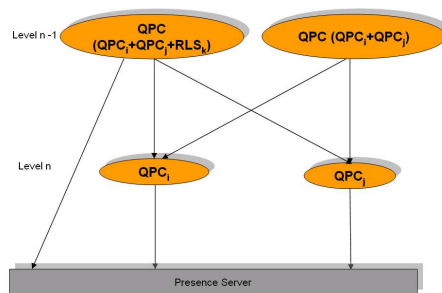 Level n -1
QPC
(QPCi+QPCj+RLSk)
QPC (QPCi+QPCj)
Level n
QPCi
QPCj
Presence Server